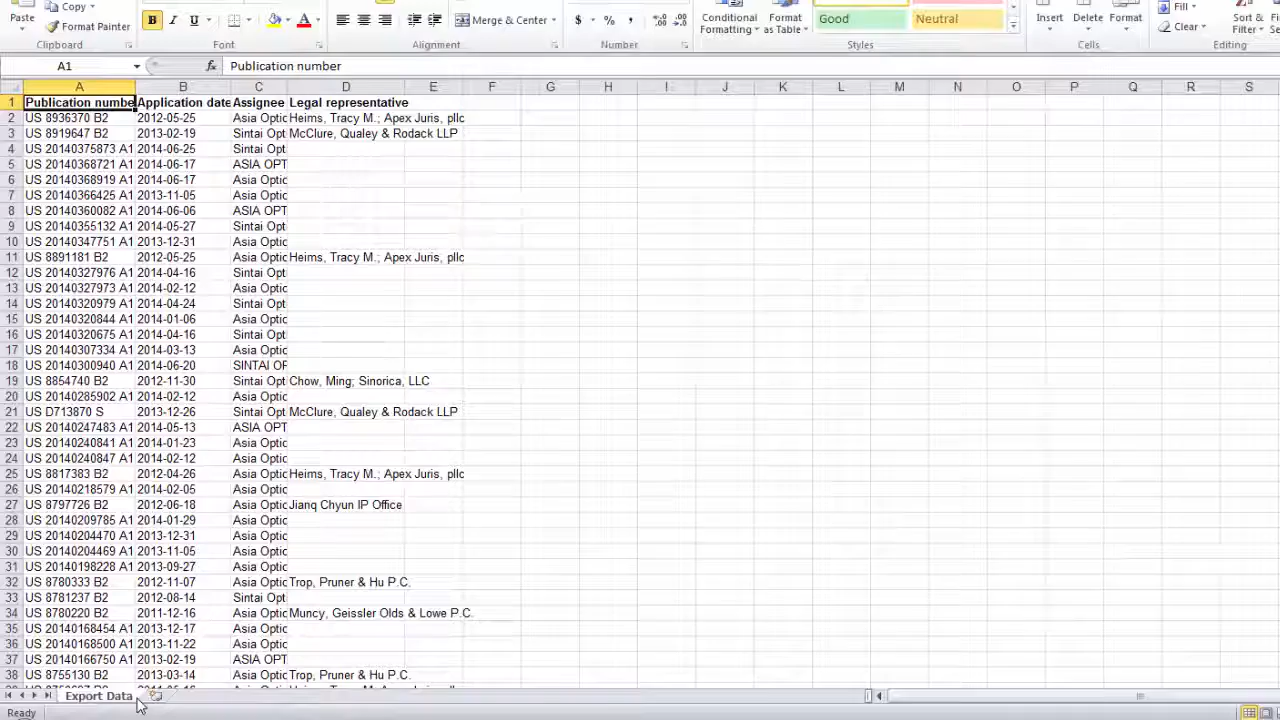 Paste Copy Format Painter B I U A Merge & Center $ % , Conditional Formatting Format as Table Good Neutral Insert Delete Format Fill Clear Sort & Filter
Clipboard Font Alignment Number Styles Cells Editing
A1 fx Publication number
A B C D E F G H I J K L M N O P Q R S
1 Publication numbe Application date Assignee Legal representative
2 US 8936370 B2 2012-05-25 Asia Optic Heims, Tracy M.; Apex Juris, pllc
3 US 8919647 B2 2013-02-19 Sintai Opt McClure, Qualey & Rodack LLP
4 US 20140375873 A1 2014-06-25 Sintai Opt
5 US 20140368721 A1 2014-06-17 ASIA OPT
6 US 20140368919 A1 2014-06-17 Asia Optic
7 US 20140366425 A1 2013-11-05 Asia Optic
8 US 20140360082 A1 2014-06-06 ASIA OPT
9 US 20140355132 A1 2014-05-27 Sintai Opt
10 US 20140347751 A1 2013-12-31 Asia Optic
11 US 8891181 B2 2012-05-25 Asia Optic Heims, Tracy M.; Apex Juris, pllc
12 US 20140327976 A1 2014-04-16 Sintai Opt
13 US 20140327973 A1 2014-02-12 Asia Optic
14 US 20140320979 A1 2014-04-24 Sintai Opt
15 US 20140320844 A1 2014-01-06 Asia Optic
16 US 20140320675 A1 2014-04-16 Sintai Opt
17 US 20140307334 A1 2014-03-13 Asia Optic
18 US 20140300940 A1 2014-06-20 SINTAI OF
19 US 8854740 B2 2012-11-30 Sintai Opt Chow, Ming; Sinorica, LLC
20 US 20140285902 A1 2014-02-12 Asia Optic
21 US D713870 S 2013-12-26 Sintai Opt McClure, Qualey & Rodack LLP
22 US 20140247483 A1 2014-05-13 ASIA OPT
23 US 20140240841 A1 2014-01-23 Asia Optic
24 US 20140240847 A1 2014-02-12 Asia Optic
25 US 8817383 B2 2012-04-26 Asia Optic Heims, Tracy M.; Apex Juris, pllc
26 US 20140218579 A1 2014-02-05 Asia Optic
27 US 8797726 B2 2012-06-18 Asia Optic Jianq Chyun IP Office
28 US 20140209785 A1 2014-01-29 Asia Optic
29 US 20140204470 A1 2013-12-31 Asia Optic
30 US 20140204469 A1 2013-11-05 Asia Optic
31 US 20140198228 A1 2013-09-27 Asia Optic
32 US 8780333 B2 2012-11-07 Asia Optic Trop, Pruner & Hu P.C.
33 US 8781237 B2 2012-08-14 Sintai Opt
34 US 8780220 B2 2011-12-16 Asia Optic Muncy, Geissler Olds & Lowe P.C.
35 US 20140168454 A1 2013-12-17 Asia Optic
36 US 20140168500 A1 2013-11-22 Asia Optic
37 US 20140166750 A1 2013-02-19 ASIA OPT
38 US 8755130 B2 2013-03-14 Asia Optic Trop, Pruner & Hu P.C.
Export Data
Ready